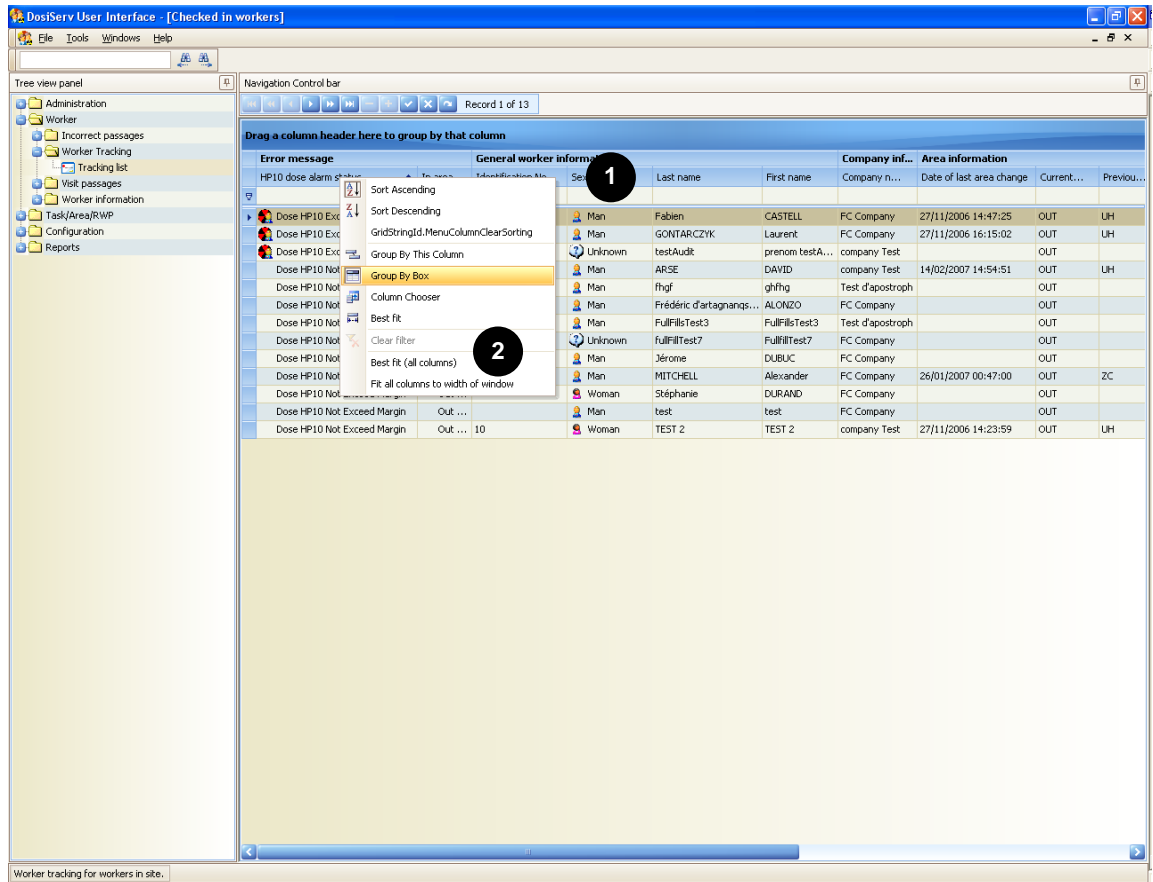 DosiServ User Interface - [Checked in workers]
File Tools Windows Help
Tree view panel
Navigation Control bar
Administration
Worker
Incorrect passages
Worker Tracking
Tracking list
Visit passages
Worker information
Task/Area/RWP
Configuration
Reports
Record 1 of 13
Drag a column header here to group by that column
Error message General worker informa Company inf... Area information
HP10 dose alarm status In area Identification No Sex Last name First name Company n... Date of last area change Current... Previou...
1
Dose HP10 Exc Man Fabien CASTELL FC Company 27/11/2006 14:47:25 OUT UH
Dose HP10 Exc Man GONTARCZYK Laurent FC Company 27/11/2006 16:15:02 OUT UH
Dose HP10 Exc Unknown testAudit prenom testA... company Test OUT
Dose HP10 Not Man ARSE DAVID company Test 14/02/2007 14:54:51 OUT UH
Dose HP10 Not Man fhgf ghfhg Test d'apostroph OUT
Dose HP10 Not Man Frédéric d'artagnanqs... ALONZO FC Company OUT
Dose HP10 Not Man FullFillsTest3 FullFillsTest3 Test d'apostroph OUT
Dose HP10 Not Unknown fullFillTest7 FullfillTest7 FC Company OUT
Dose HP10 Not Man Jérome DUBUC FC Company OUT
Dose HP10 Not Man MITCHELL Alexander FC Company 26/01/2007 00:47:00 OUT ZC
Dose HP10 Not Woman Stéphanie DURAND FC Company OUT
Dose HP10 Not Exceed Margin Out ... Man test test FC Company OUT
Dose HP10 Not Exceed Margin Out ... 10 Woman TEST 2 TEST 2 company Test 27/11/2006 14:23:59 OUT UH
Sort Ascending
Sort Descending
GridStringId.MenuColumnClearSorting
Group By This Column
Group By Box
Column Chooser
Best fit
Clear filter
2
Best fit (all columns)
Fit all columns to width of window
Worker tracking for workers in site.